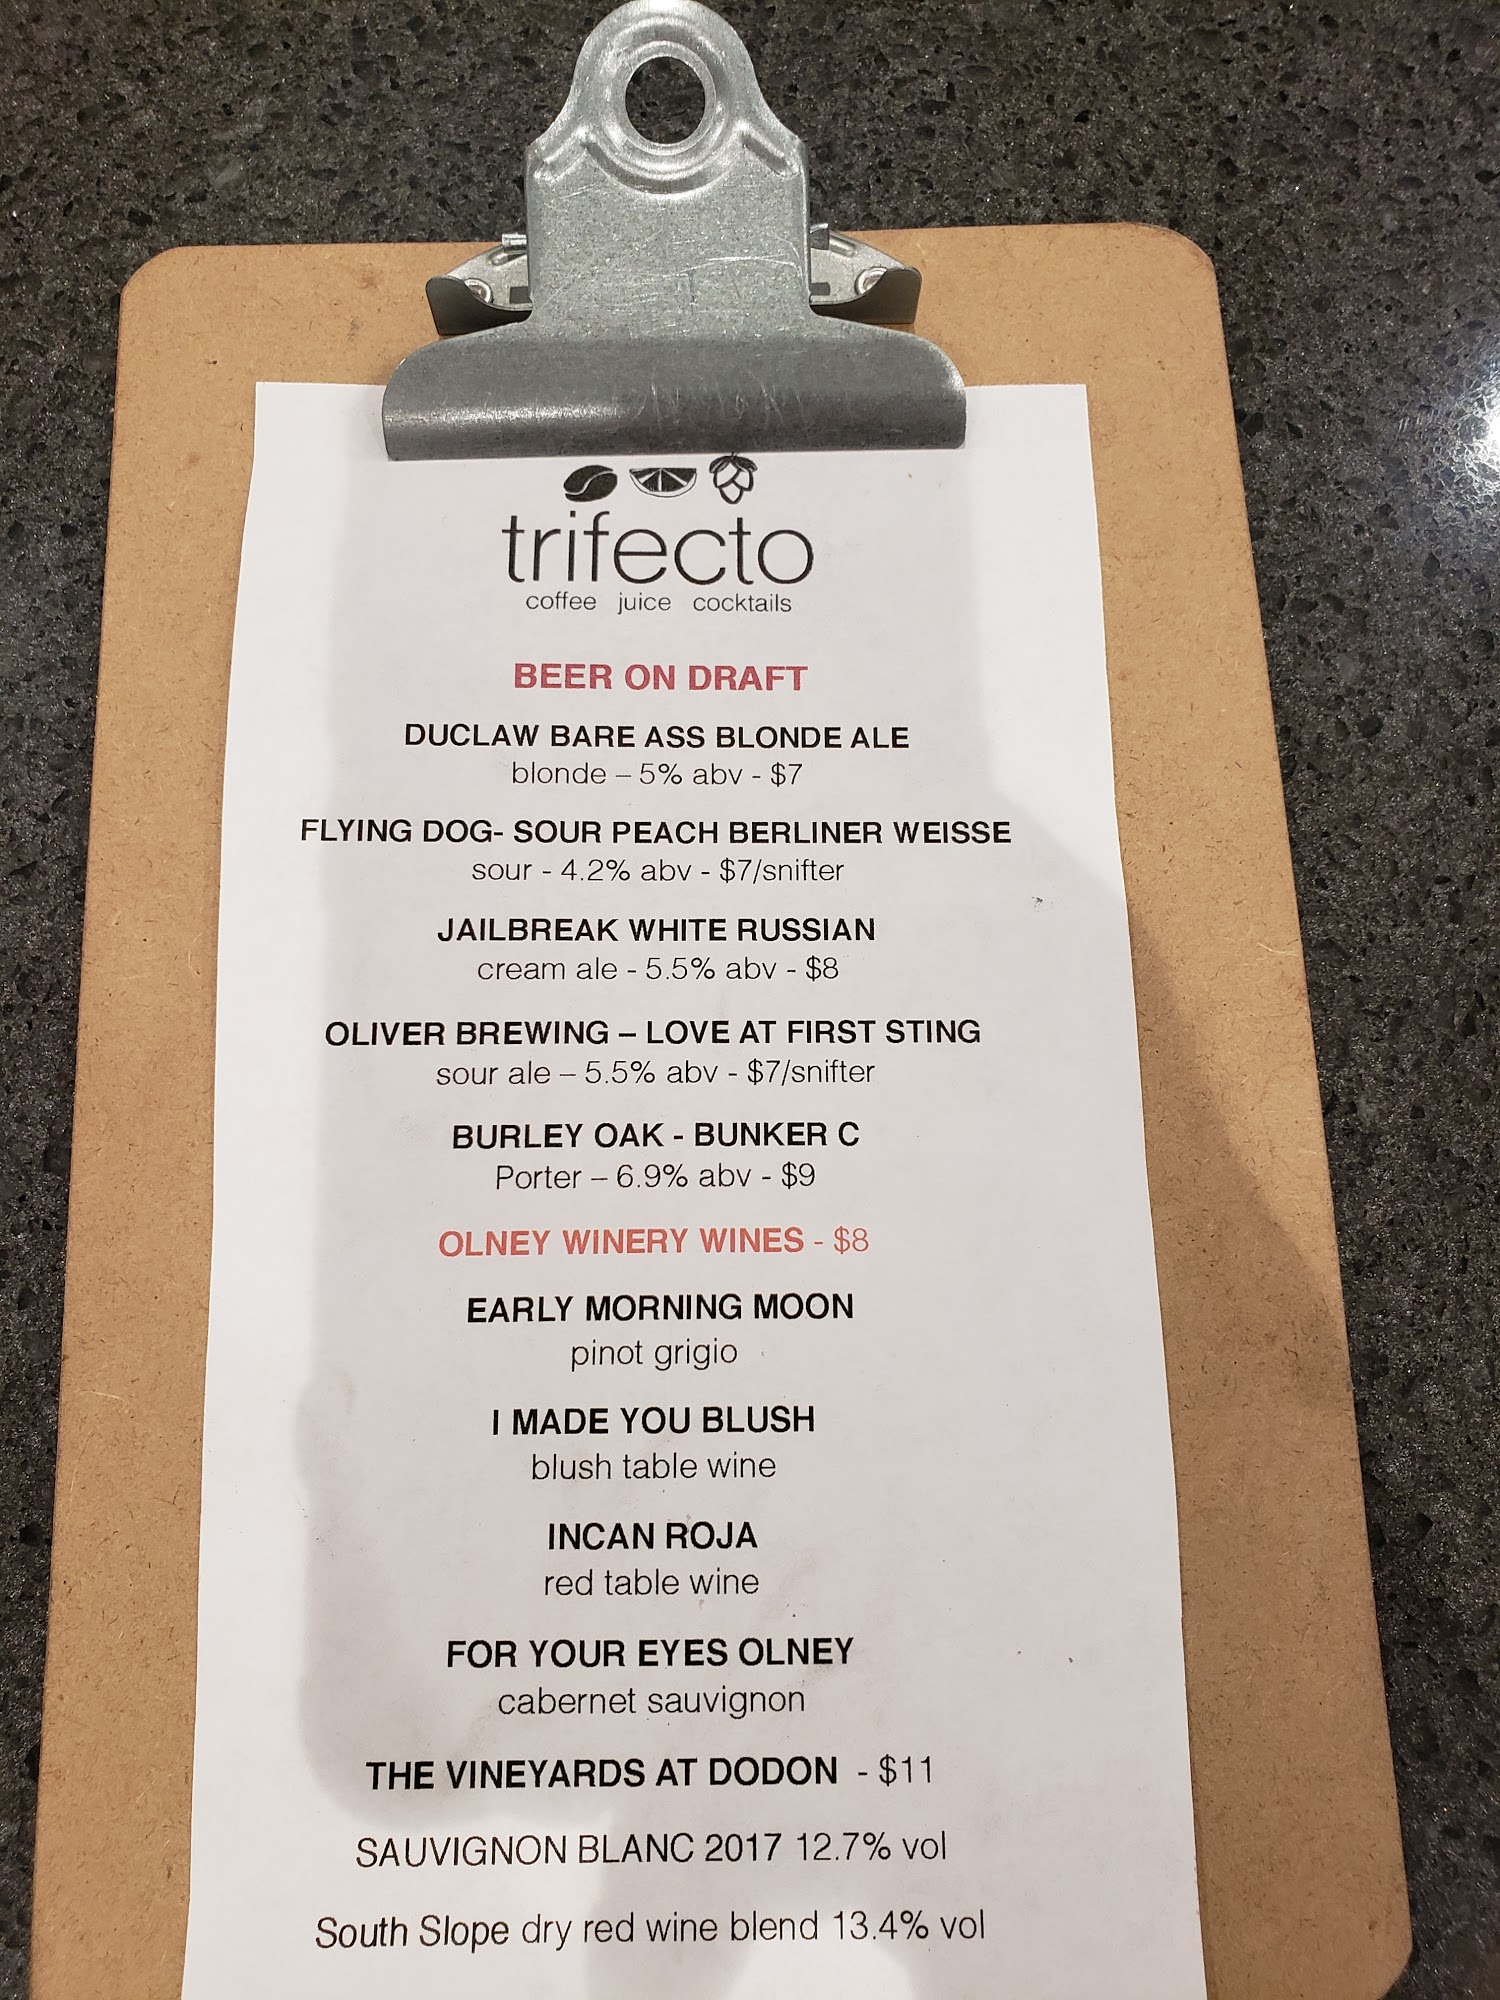 trifecto
coffee juice cocktails
BEER ON DRAFT
DUCLAW BARE ASS BLONDE ALE
blonde – 5% abv - $7
FLYING DOG- SOUR PEACH BERLINER WEISSE
sour - 4.2% abv - $7/snifter
JAILBREAK WHITE RUSSIAN
cream ale - 5.5% abv - $8
OLIVER BREWING – LOVE AT FIRST STING
sour ale – 5.5% abv - $7/snifter
BURLEY OAK - BUNKER C
Porter – 6.9% abv - $9
OLNEY WINERY WINES - $8
EARLY MORNING MOON
pinot grigio
I MADE YOU BLUSH
blush table wine
INCAN ROJA
red table wine
FOR YOUR EYES OLNEY
cabernet sauvignon
THE VINEYARDS AT DODON - $11
SAUVIGNON BLANC 2017 12.7% vol
South Slope dry red wine blend 13.4% vol